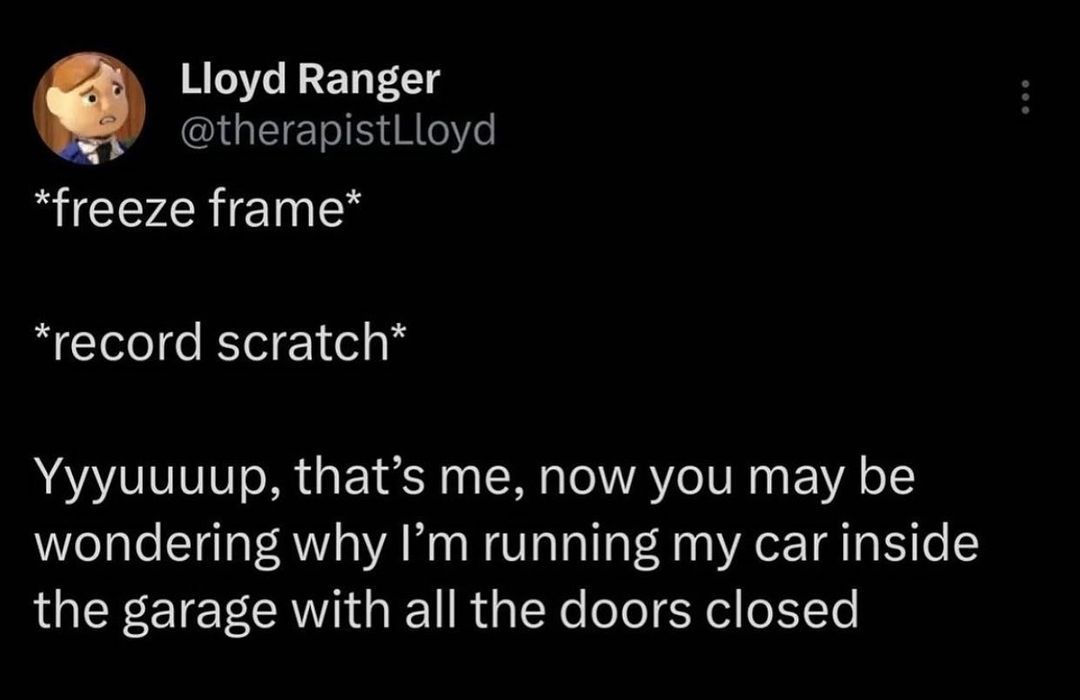 Lloyd Ranger
@therapistLloyd
*freeze frame*
*record scratch*
Yyyuuuup, that’s me, now you may be
wondering why I’m running my car inside
the garage with all the doors closed